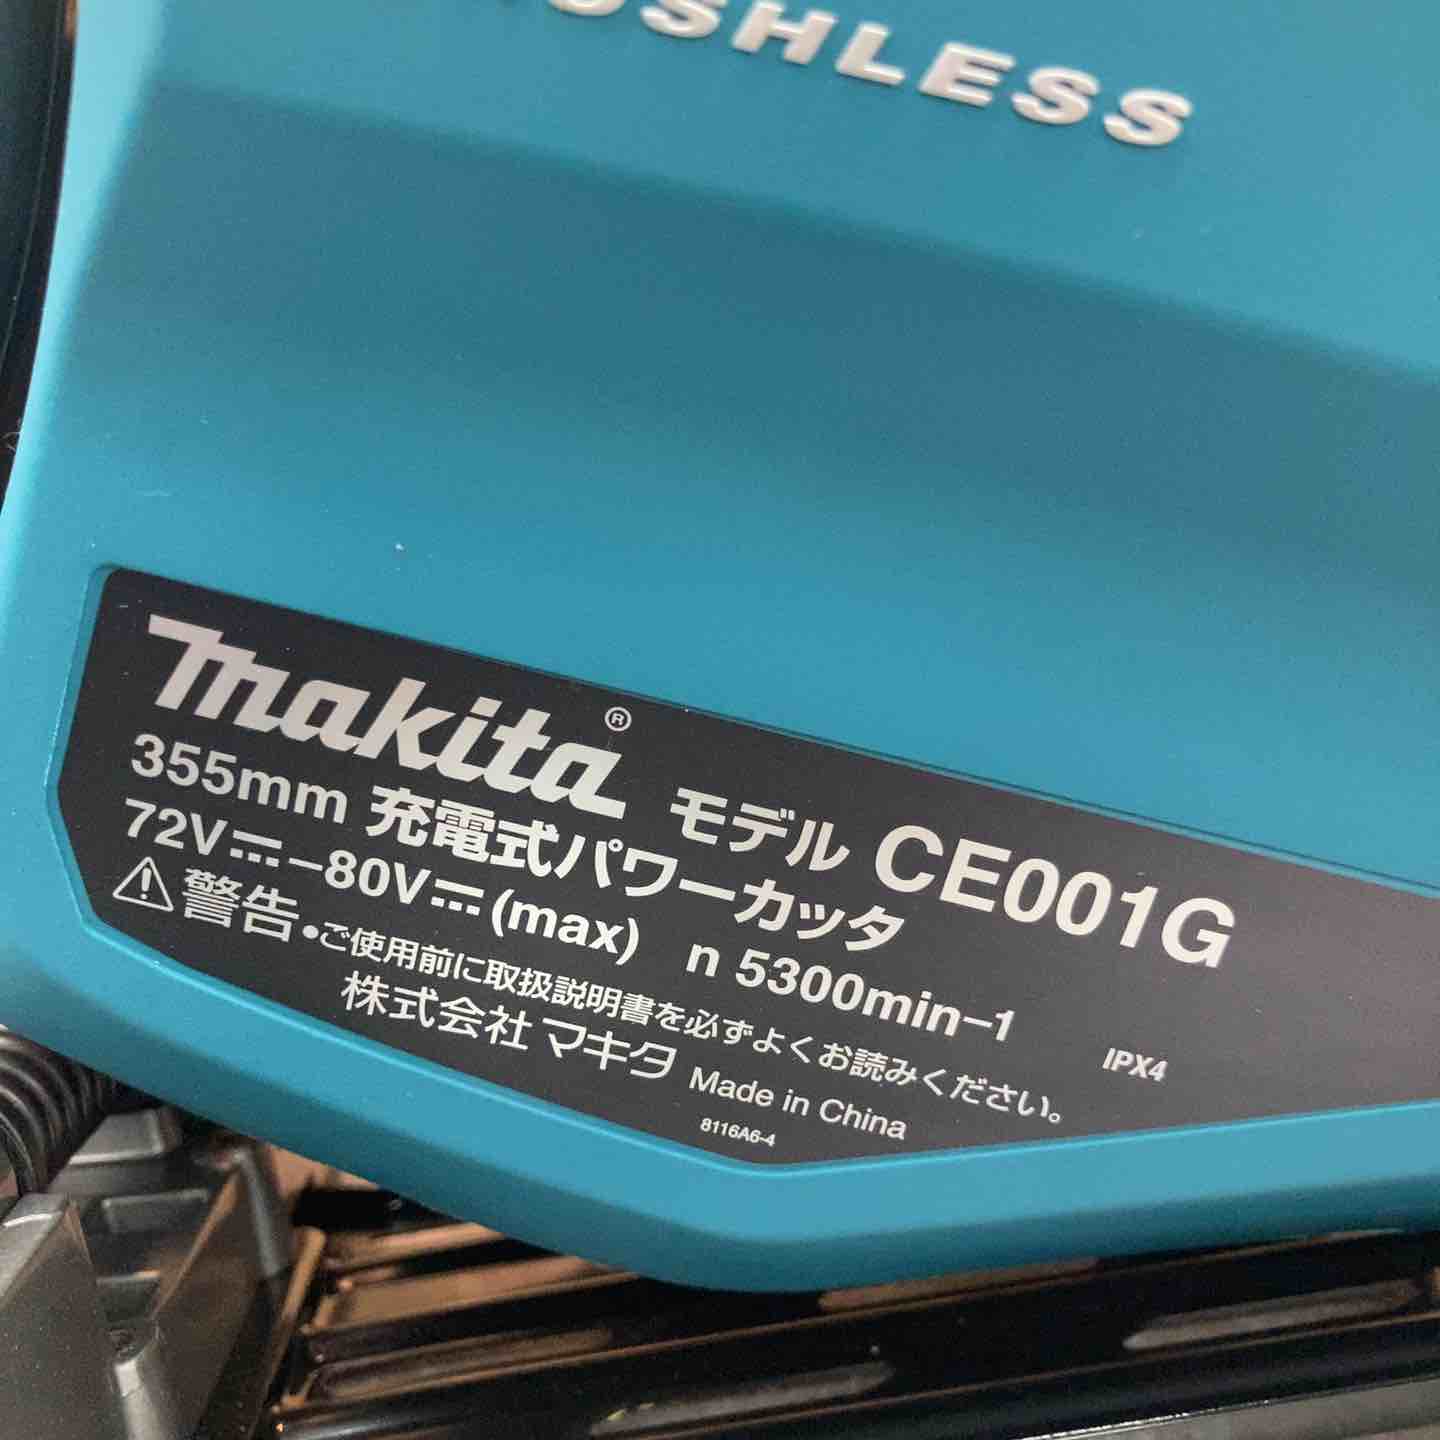 SHLESS
makita® モデル CE001G
355mm 充電式パワーカッタ
72V⎓–80V⎓(max) n 5300min–1
⚠警告・ご使用前に取扱説明書を必ずよくお読みください。
IPX4
株式会社 マキタ Made in China
8116A6-4